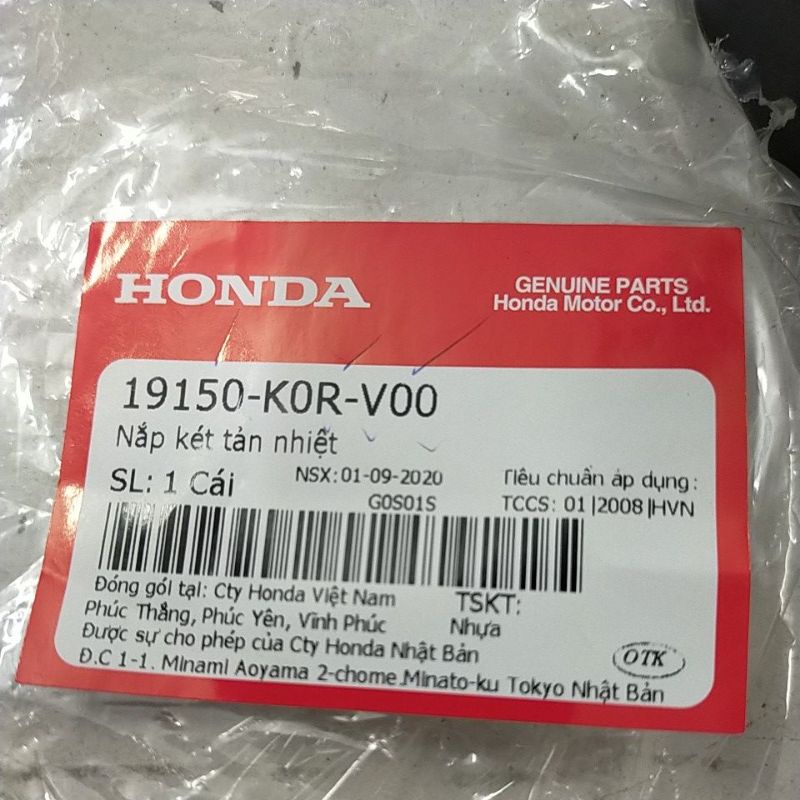 HONDA
GENUINE PARTS
Honda Motor Co., Ltd.
19150-K0R-V00
Nắp két tản nhiệt
SL: 1 Cái
NSX: 01-09-2020
G0S01S
Tiêu chuẩn áp dụng:
TCCS: 01|2008|HVN
Đóng gói tại: Cty Honda Việt Nam
Phúc Thắng, Phúc Yên, Vĩnh Phúc
Được sự cho phép của Cty Honda Nhật Bản
Đ.C 1-1. Minami Aoyama 2-chome.Minato-ku Tokyo Nhật Bản
TSKT:
Nhựa
OTK